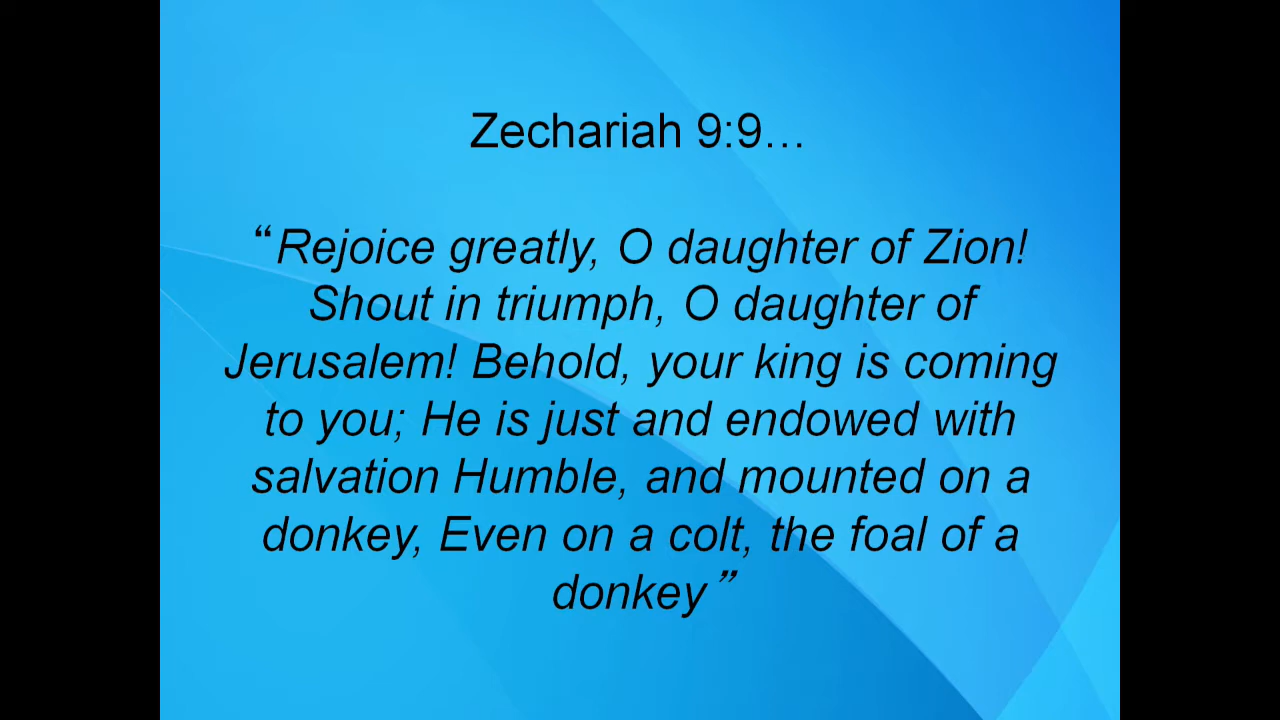 Zechariah 9:9…
“Rejoice greatly, O daughter of Zion!
Shout in triumph, O daughter of
Jerusalem! Behold, your king is coming
to you; He is just and endowed with
salvation Humble, and mounted on a
donkey, Even on a colt, the foal of a
donkey”